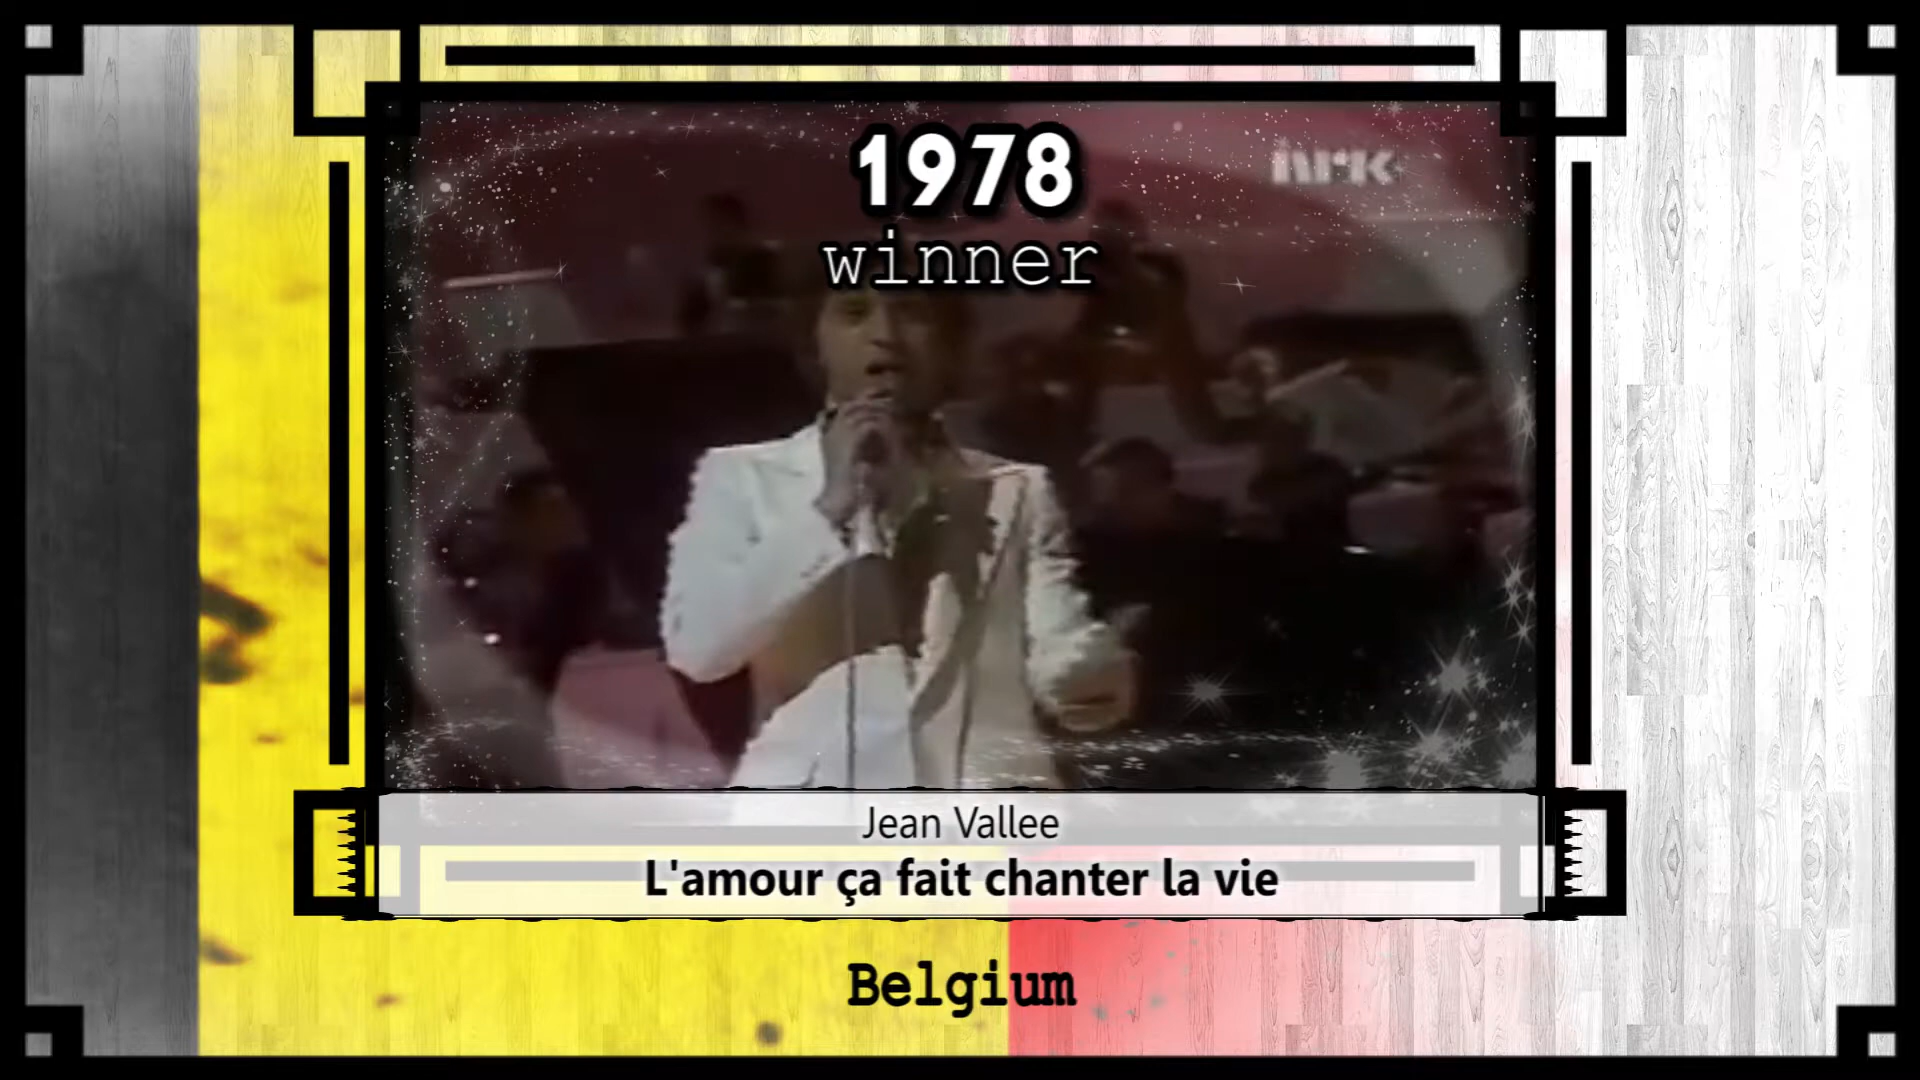 1978
nrk
winner
Jean Vallee
L'amour ça fait chanter la vie
Belgium